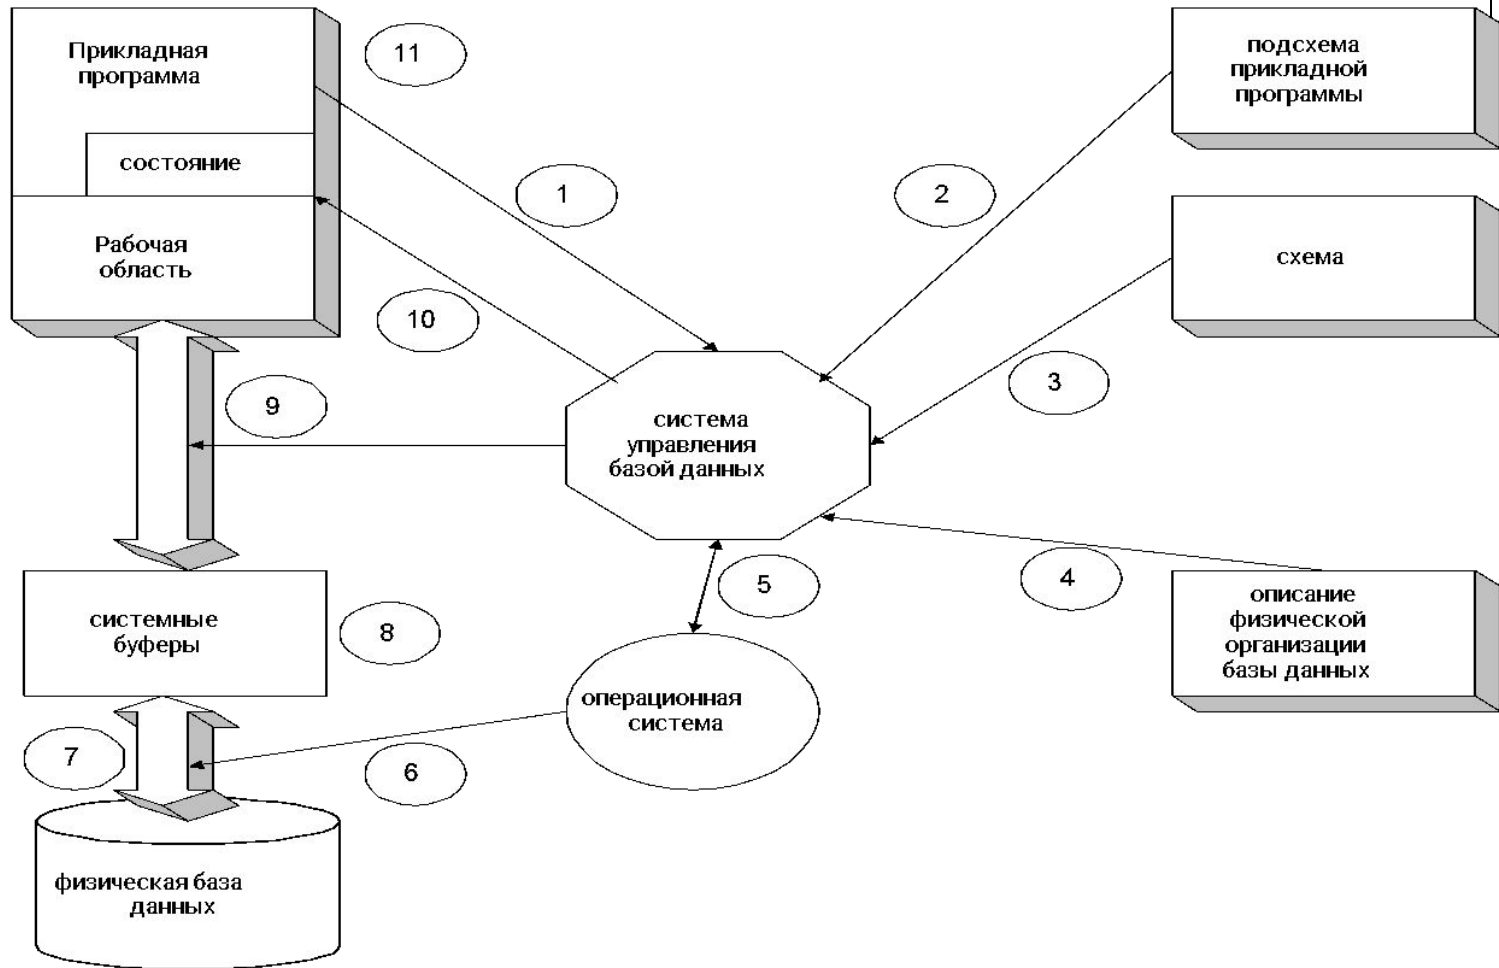 Прикладная
программа
11
подсхема
прикладной
программы
состояние
1
2
Рабочая
область
схема
10
3
9
система
управления
базой данных
4
5
описание
физической
организации
базы данных
системные
буферы
8
операционная
система
7
6
физическая база
данных